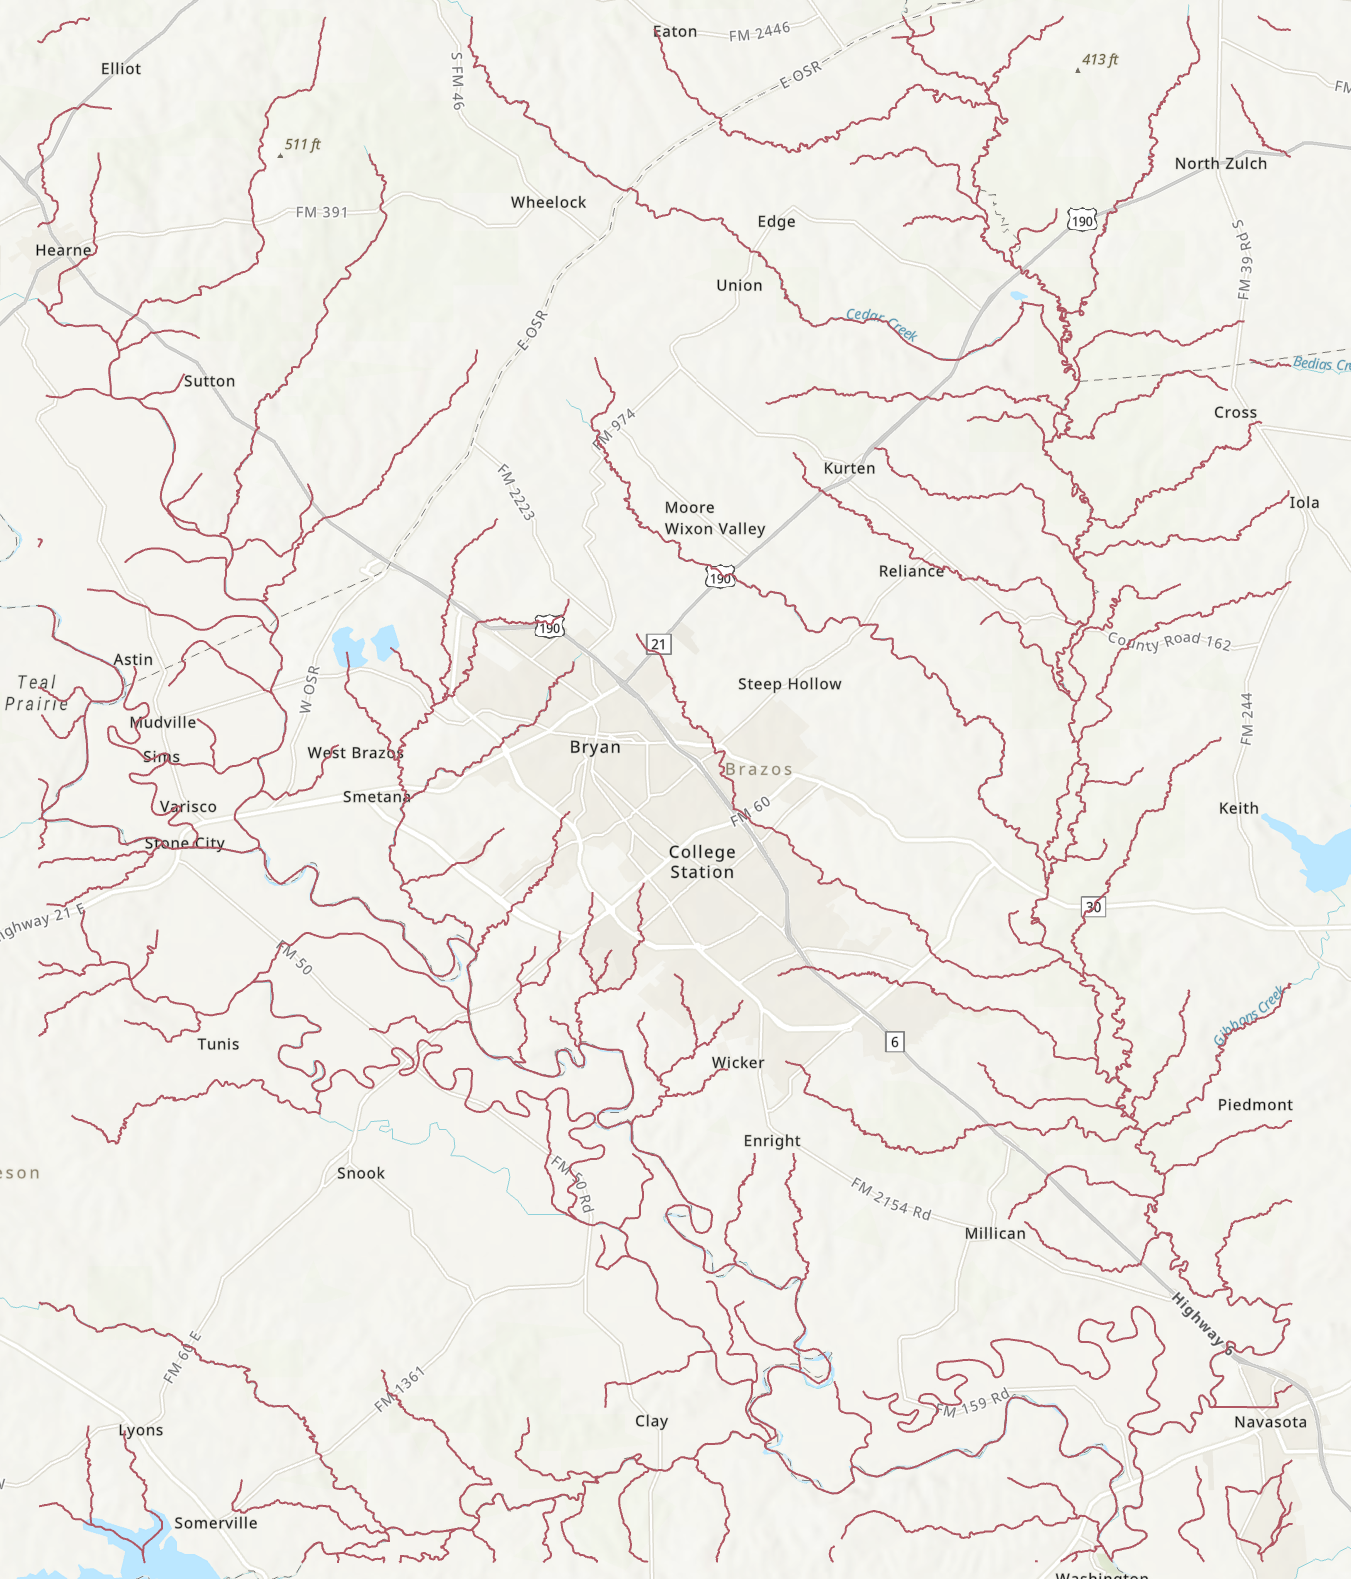 Eaton
FM 2446
Elliot
S FM 46
E OSR
413 ft
FM
511 ft
North Zulch
Wheelock
FM 391
Edge
190
Hearne
FM 39 Rd S
Union
E OSR
Cedar Creek
Bedias Cr
Sutton
FM 974
Cross
Kurten
FM 2223
Moore
Wixon Valley
Iola
190
Reliance
190
21
County Road 162
Astin
Teal
Prairie
W OSR
Steep Hollow
FM 244
Mudville
Sims
West Brazos
Bryan
Brazos
Smetana
Varisco
FM 60
Keith
Stone City
College
Station
30
ighway 21 E
FM 50
Gibbons Creek
Tunis
6
Wicker
Piedmont
Enright
Snook
eson
FM 50 Rd
FM 2154 Rd
Millican
Highway 6
FM 60 E
FM 1361
FM 159 Rd
Lyons
Clay
Navasota
Somerville
Washington